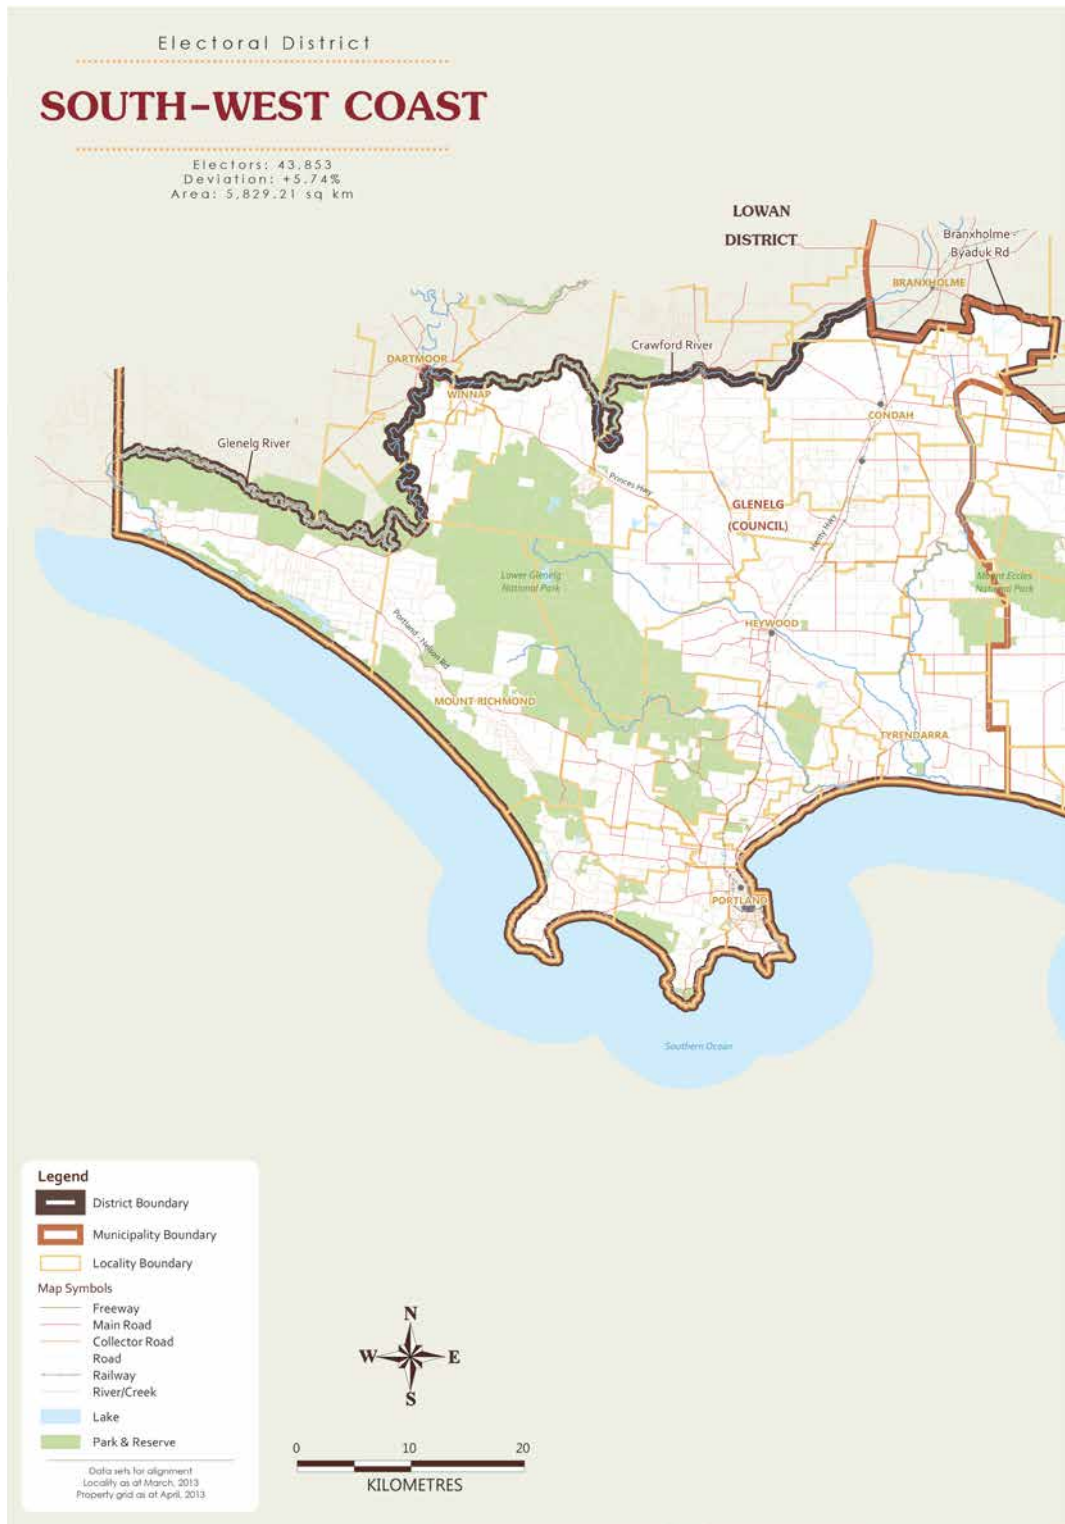 Electoral District
SOUTH-WEST COAST
Electors: 43,853
Deviation: +5.74%
Area: 5,829.21 sq km
LOWAN
DISTRICT
Branxholme -
Byaduk Rd
BRANXHOLME
Crawford River
DARTMOOR
WINNAP
CONDAH
Glenelg River
Princes Hwy
GLENELG
(COUNCIL)
Henty Hwy
Lower Glenelg
National Park
Mount Eccles
National Park
HEYWOOD
Portland - Nelson Rd
MOUNT RICHMOND
TYRENDARRA
PORTLAND
Southern Ocean
Legend
District Boundary
Municipality Boundary
Locality Boundary
Map Symbols
Freeway
Main Road
Collector Road
Road
Railway
River/Creek
Lake
Park & Reserve
Data sets for alignment
Locality as at March, 2013
Property grid as at April, 2013
N
W E
S
0 10 20
KILOMETRES